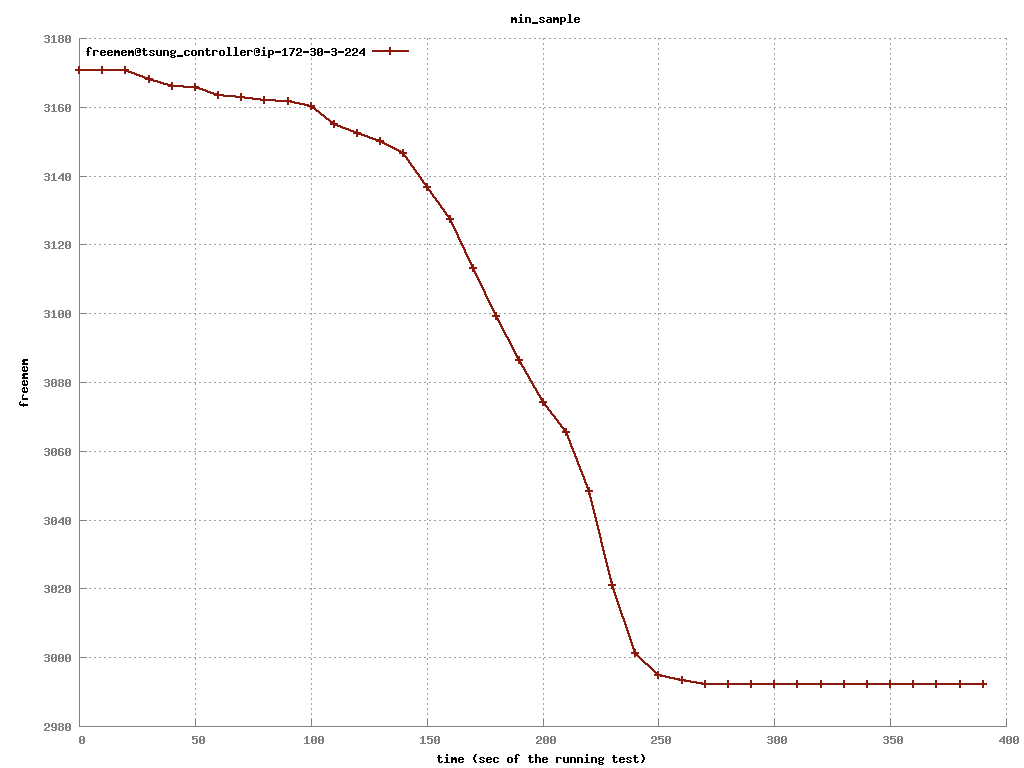 min_sample
freemem@tsung_controller@ip-172-30-3-224
3180
3160
3140
3120
3100
3080
3060
3040
3020
3000
2980
freemem
0 50 100 150 200 250 300 350 400
time (sec of the running test)